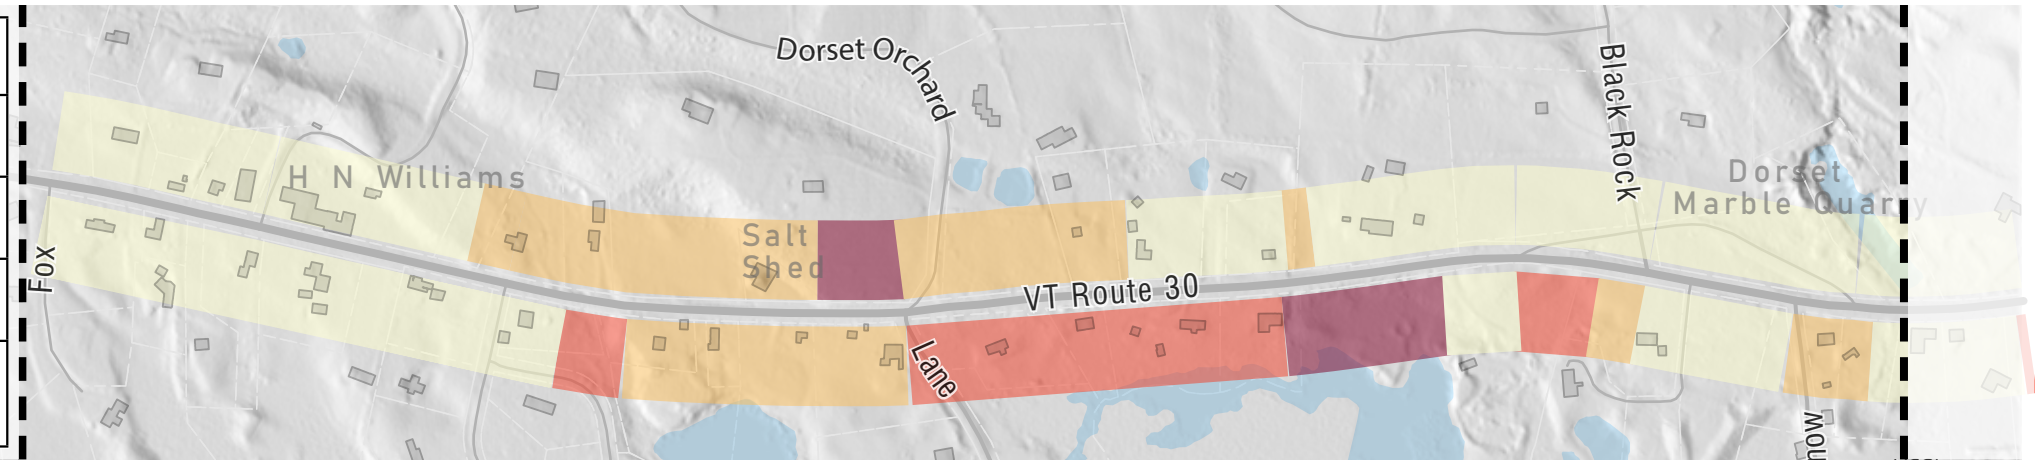 Dorset Orchard
Black Rock
H N Williams
Dorset
Marble Quarry
Salt
Shed
Fox
VT Route 30
Lane